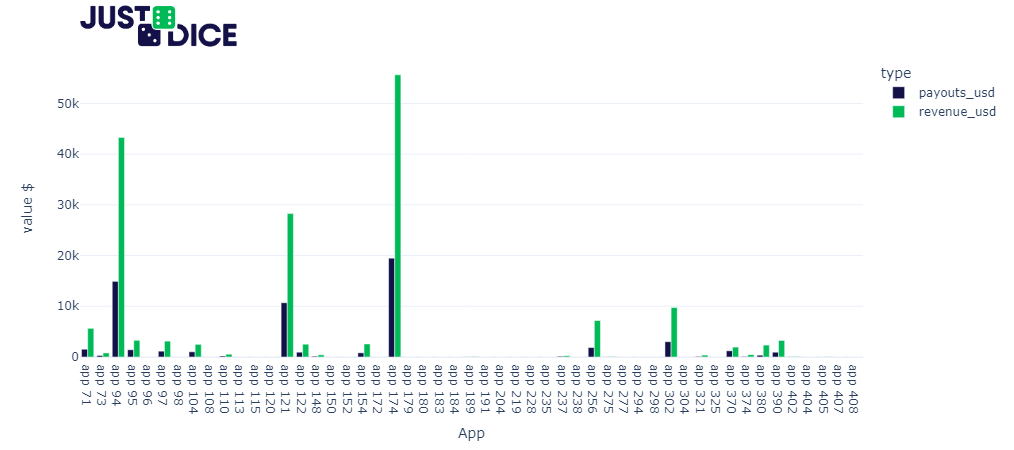 JUST
DICE
type
payouts_usd
revenue_usd
value $
50k
40k
30k
20k
10k
0
app 71
app 73
app 94
app 95
app 96
app 97
app 98
app 104
app 108
app 110
app 113
app 115
app 120
app 121
app 122
app 148
app 150
app 152
app 154
app 172
app 174
app 179
app 180
app 183
app 184
app 189
app 191
app 204
app 219
app 228
app 235
app 237
app 238
app 256
app 275
app 277
app 294
app 298
app 302
app 304
app 321
app 325
app 370
app 374
app 380
app 390
app 402
app 404
app 405
app 407
app 408
App